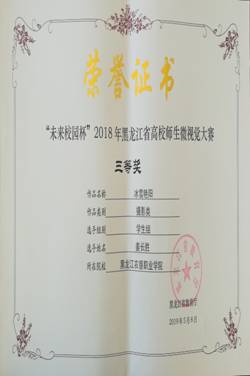 荣誉证书
“未来校园杯”2018年黑龙江省高校师生微视觉大赛
三等奖
作品名称 冰雪艳阳
作品类别 摄影类
选手组别 学生组
选手姓名 姜长胜
所在院校 黑龙江农垦职业学院